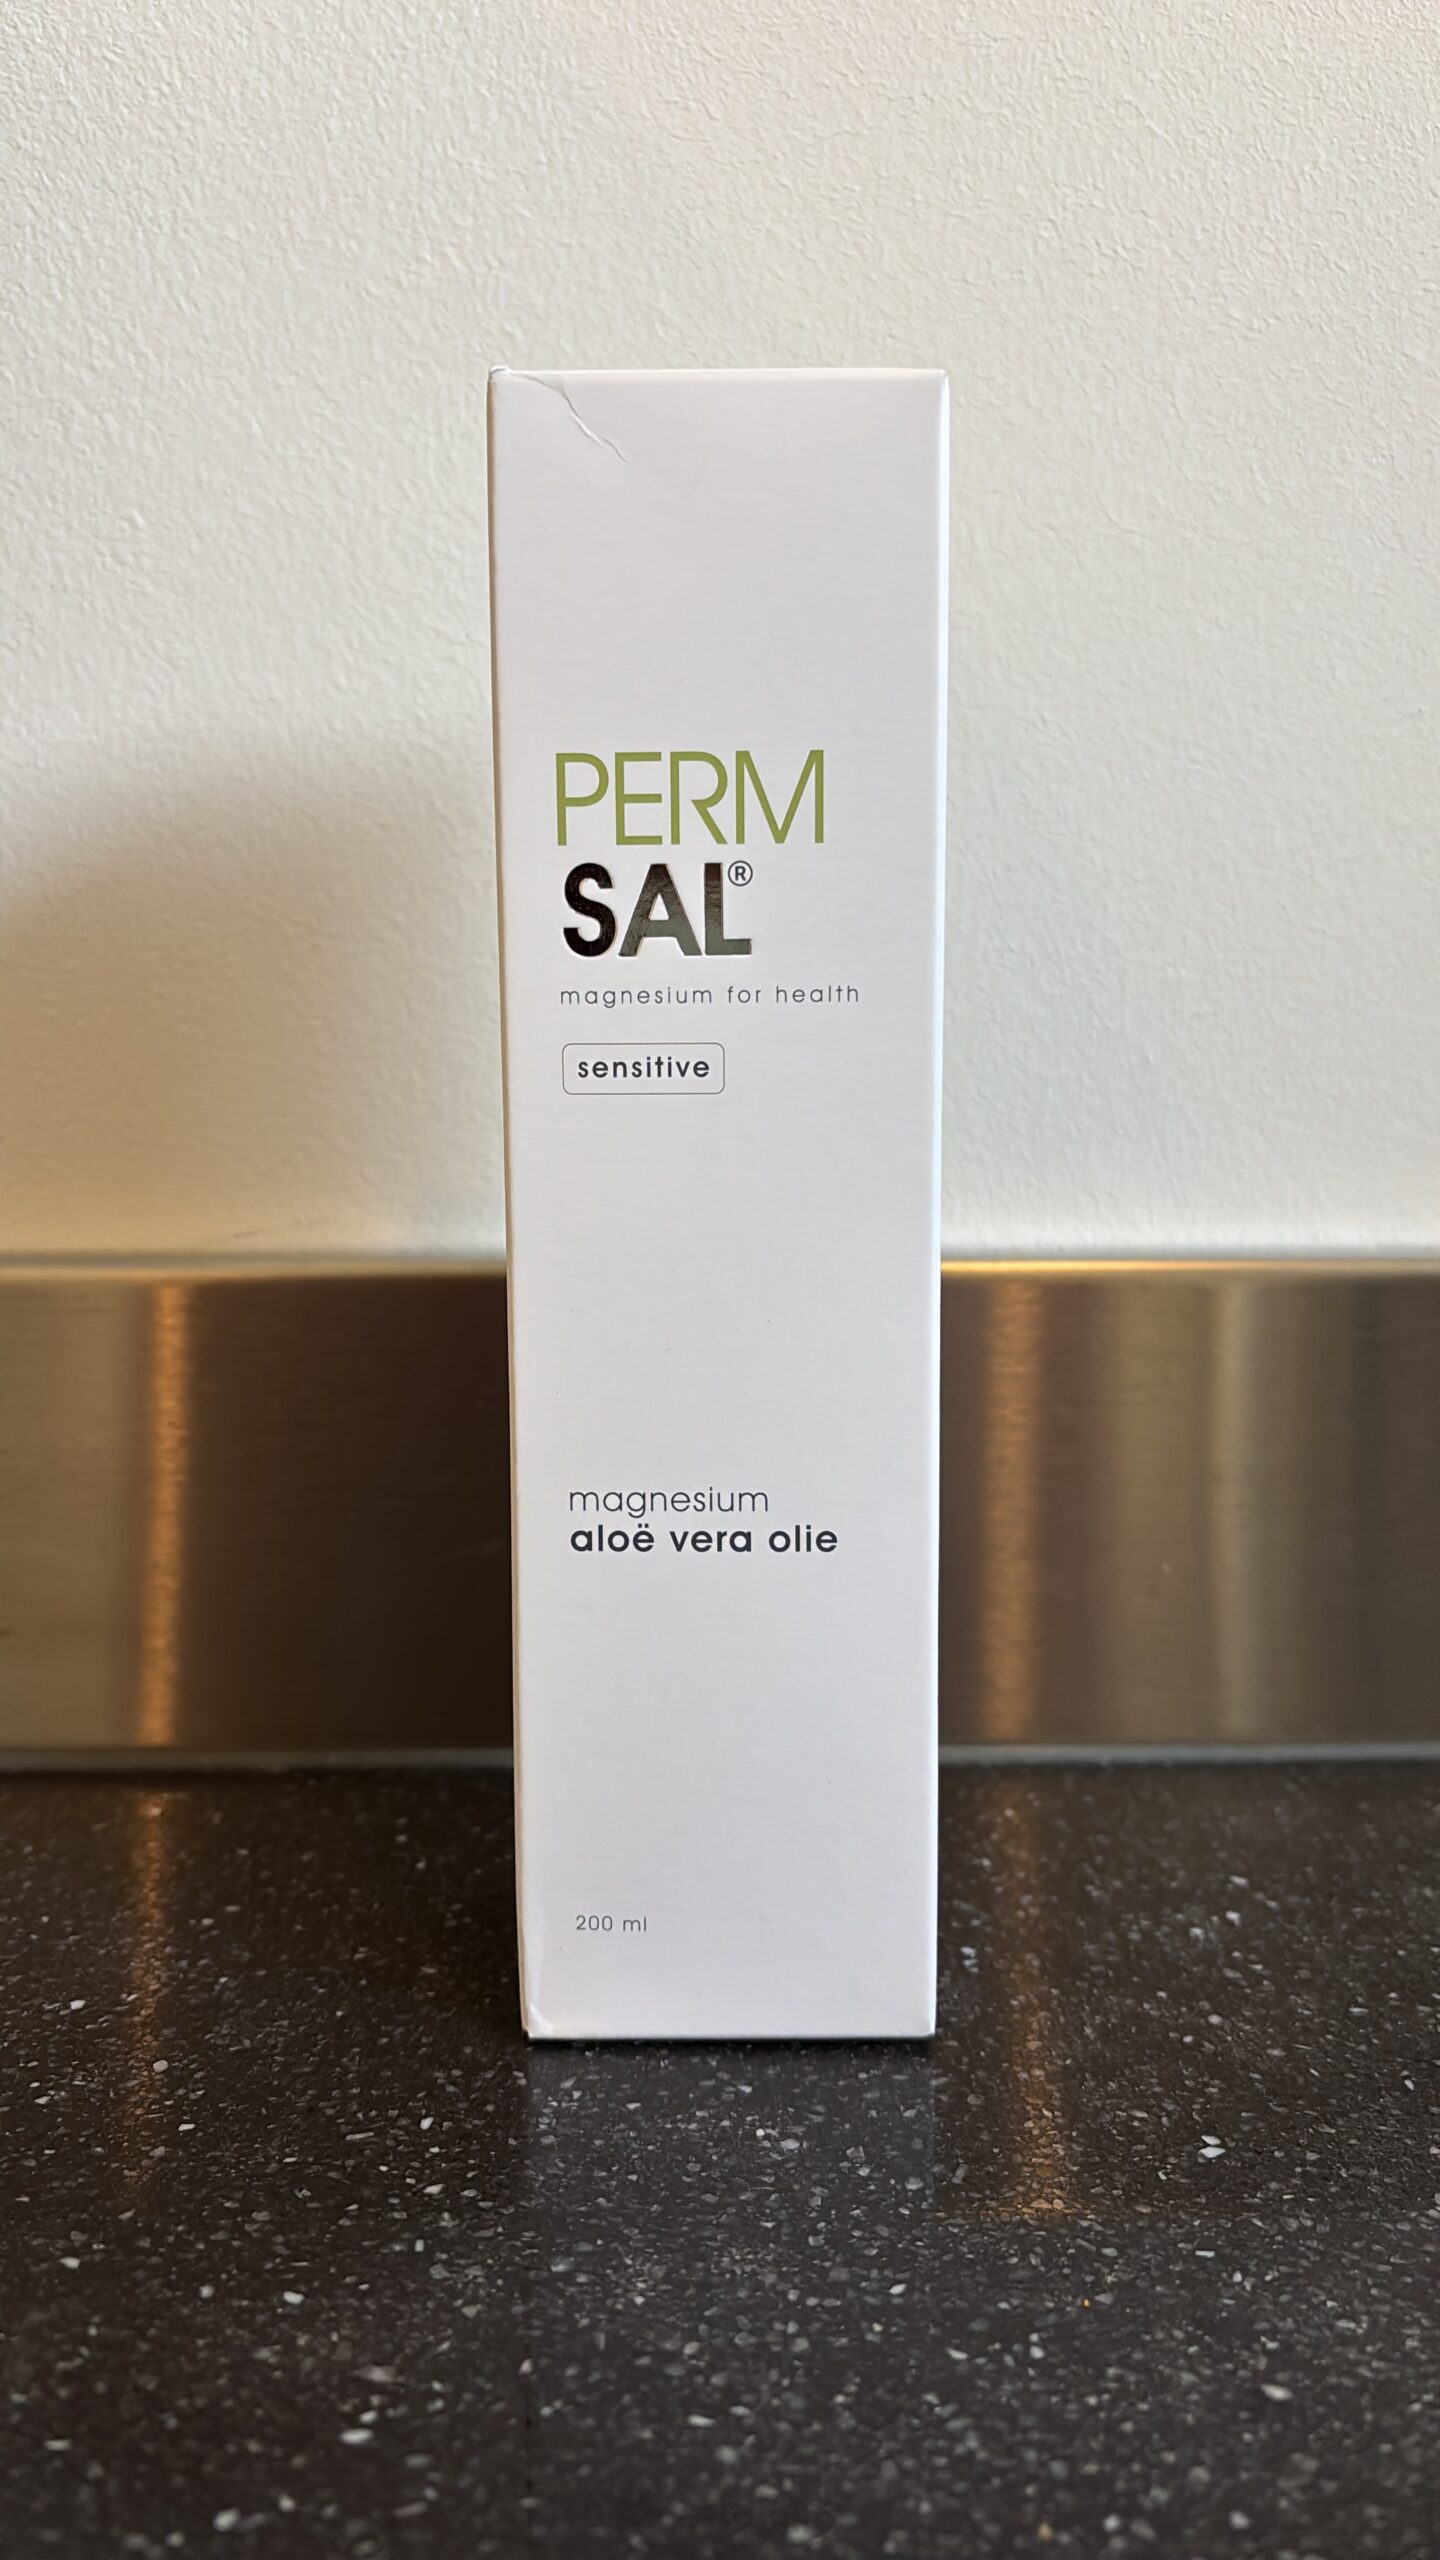 PERM
SAL®
magnesium for health
sensitive
magnesium
aloë vera olie
200 ml